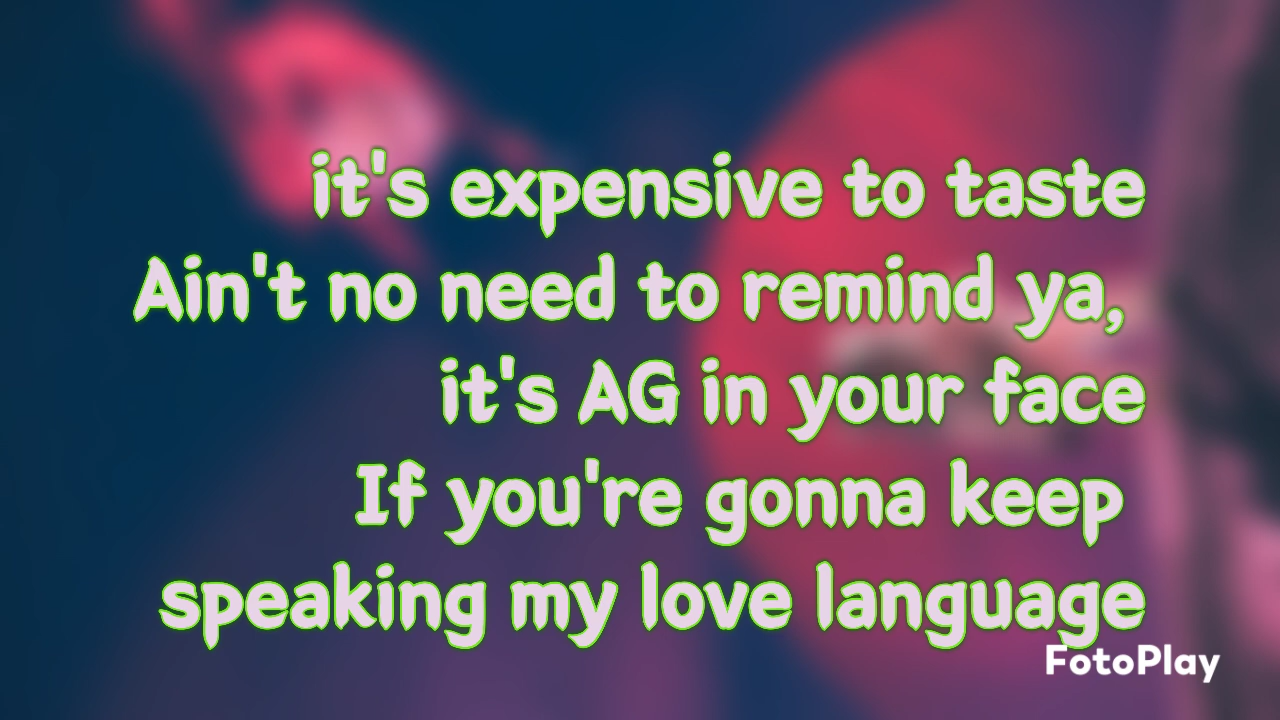 it's expensive to taste
Ain't no need to remind ya,
it's AG in your face
If you're gonna keep
speaking my love language
FotoPlay